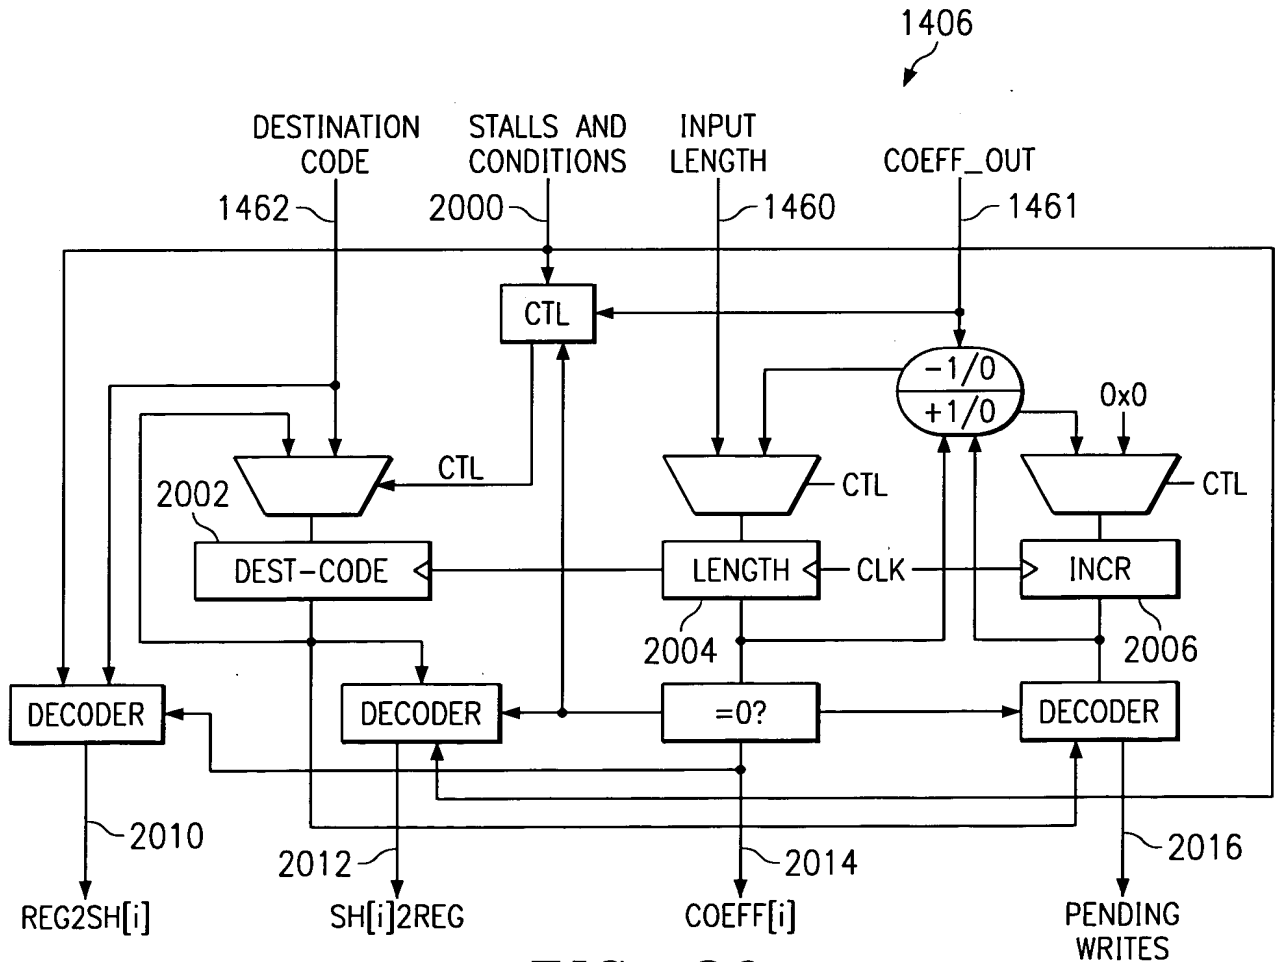 1406
DESTINATION
CODE
STALLS AND
CONDITIONS
INPUT
LENGTH
COEFF_OUT
1462
2000
1460
1461
CTL
-1/0
+1/0
0x0
CTL
CTL
CTL
2002
DEST-CODE
LENGTH
CLK
INCR
2004
2006
DECODER
DECODER
=0?
DECODER
2010
2012
2014
2016
REG2SH[i]
SH[i]2REG
COEFF[i]
PENDING
WRITES